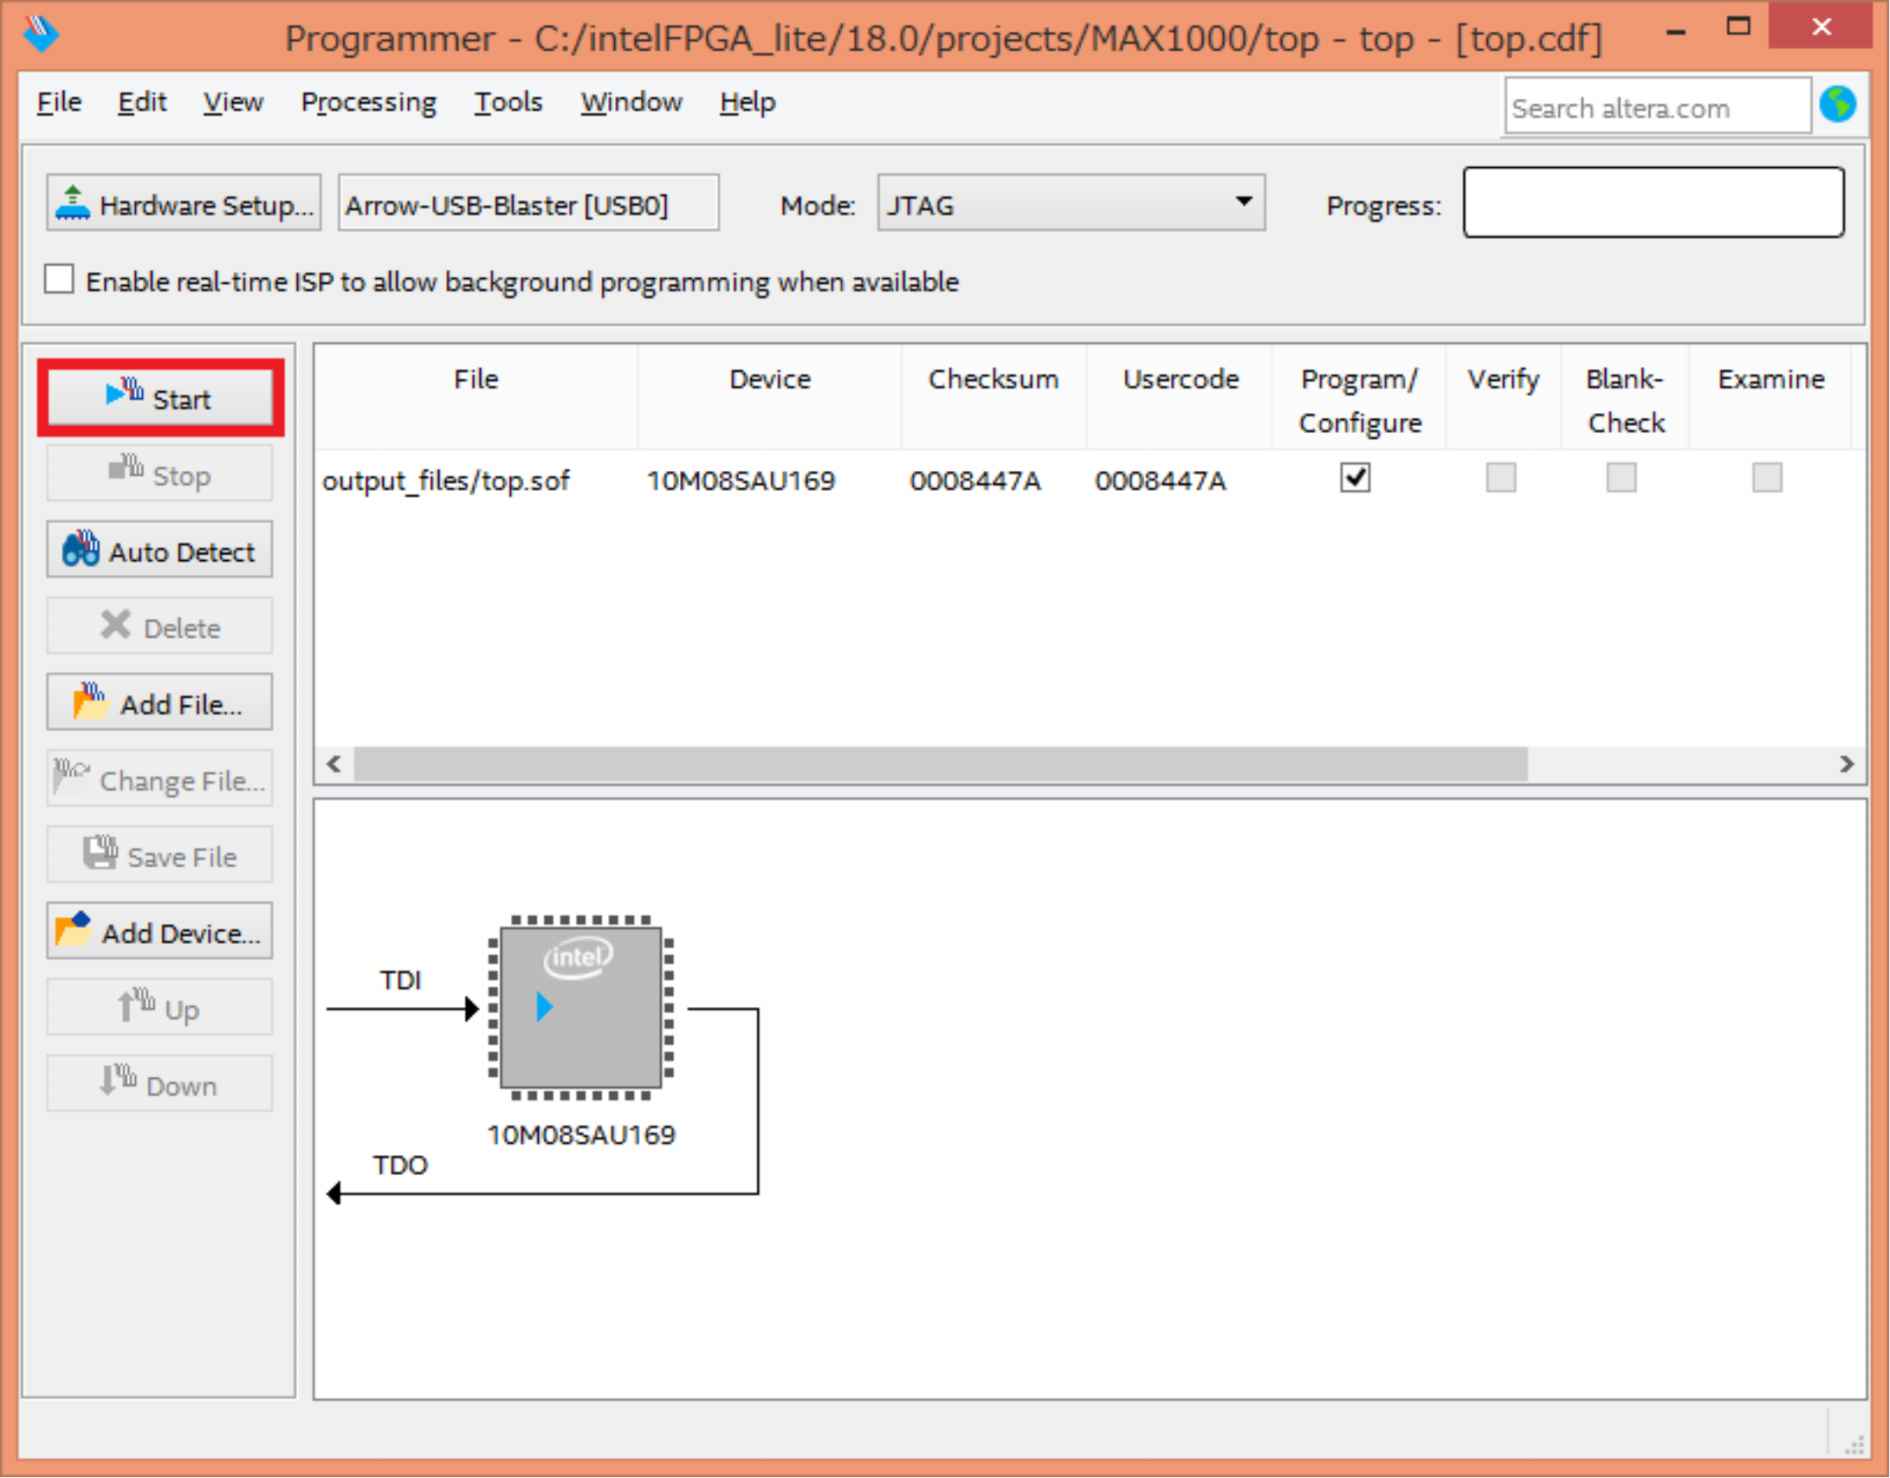 Programmer - C:/intelFPGA_lite/18.0/projects/MAX1000/top - top - [top.cdf]
File Edit View Processing Tools Window Help
Search altera.com
Hardware Setup... Arrow-USB-Blaster [USB0] Mode: JTAG Progress:
Enable real-time ISP to allow background programming when available
Start
Stop
Auto Detect
Delete
Add File...
Change File...
Save File
Add Device...
Up
Down
File Device Checksum Usercode Program/ Verify Blank- Examine
Configure Check
output_files/top.sof 10M08SAU169 0008447A 0008447A
intel
TDI
10M08SAU169
TDO